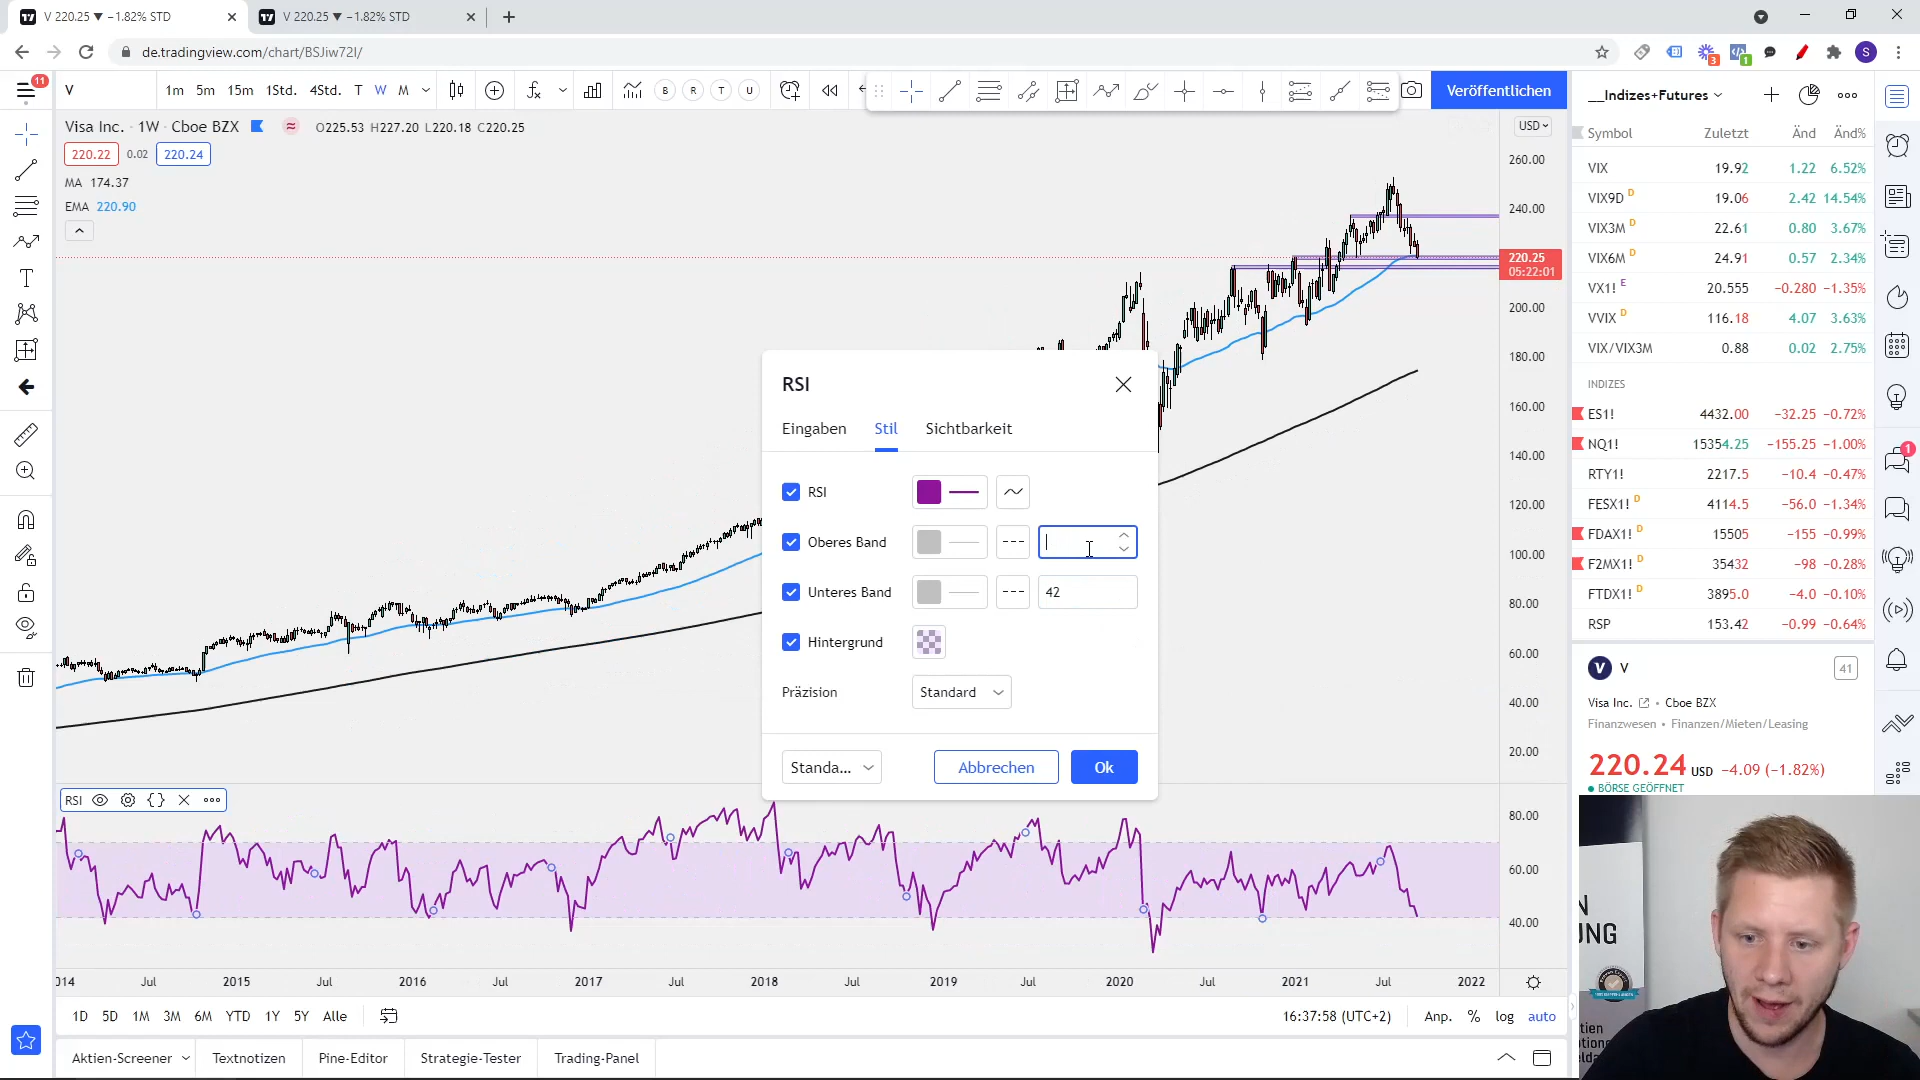 V 220.25 ▼ −1.82% STD
V 220.25 ▼ −1.82% STD
de.tradingview.com/chart/BSJiw72I/
S
3
1
11
V
1m 5m 15m 1Std. 4Std. T W M
B R T U
Veröffentlichen
__Indizes+Futures
Visa Inc. · 1W · Cboe BZX
O225.53 H227.20 L220.18 C220.25
220.22 0.02 220.24
MA 174.37
EMA 220.90
USD
260.00
240.00
220.25
05:22:01
200.00
180.00
160.00
140.00
120.00
100.00
80.00
60.00
40.00
20.00
RSI
Eingaben Stil Sichtbarkeit
RSI
Oberes Band
Unteres Band 42
Hintergrund
Präzision Standard
Standa...
Abbrechen
Ok
RSI
80.00
60.00
40.00
014 Jul 2015 Jul 2016 Jul 2017 Jul 2018 Jul 2019 Jul 2020 Jul 2021 Jul 2022
1D 5D 1M 3M 6M YTD 1Y 5Y Alle
16:37:58 (UTC+2) Anp. % log auto
Aktien-Screener Textnotizen Pine-Editor Strategie-Tester Trading-Panel
Symbol Zuletzt Änd Änd%
VIX 19.92 1.22 6.52%
VIX9D D 19.06 2.42 14.54%
VIX3M D 22.61 0.80 3.67%
VIX6M D 24.91 0.57 2.34%
VX1! E 20.555 −0.280 −1.35%
VVIX D 116.18 4.07 3.63%
VIX/VIX3M 0.88 0.02 2.75%
INDIZES
ES1! 4432.00 −32.25 −0.72%
NQ1! 15354.25 −155.25 −1.00%
RTY1! 2217.5 −10.4 −0.47%
FESX1! D 4114.5 −56.0 −1.34%
FDAX1! D 15505 −155 −0.99%
F2MX1! D 35432 −98 −0.28%
FTDX1! D 3895.0 −4.0 −0.10%
RSP 153.42 −0.99 −0.64%
V V 41
Visa Inc. • Cboe BZX
Finanzwesen • Finanzen/Mieten/Leasing
220.24 USD −4.09 (−1.82%)
BÖRSE GEÖFFNET
1